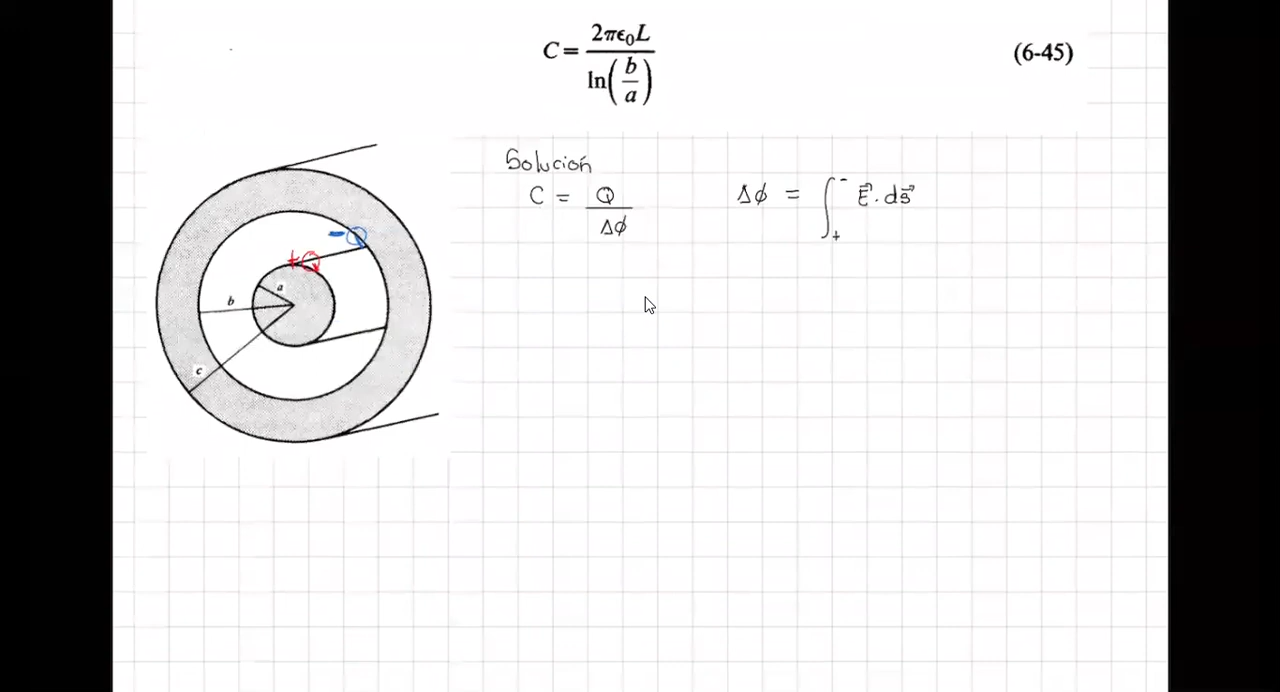 C = 2πϵ₀L / ln(b/a) (6-45)
Solución
C = Q / Δϕ Δϕ = ∫₊⁻ E⃗ . ds⃗
-Q
+Q
a
b
c